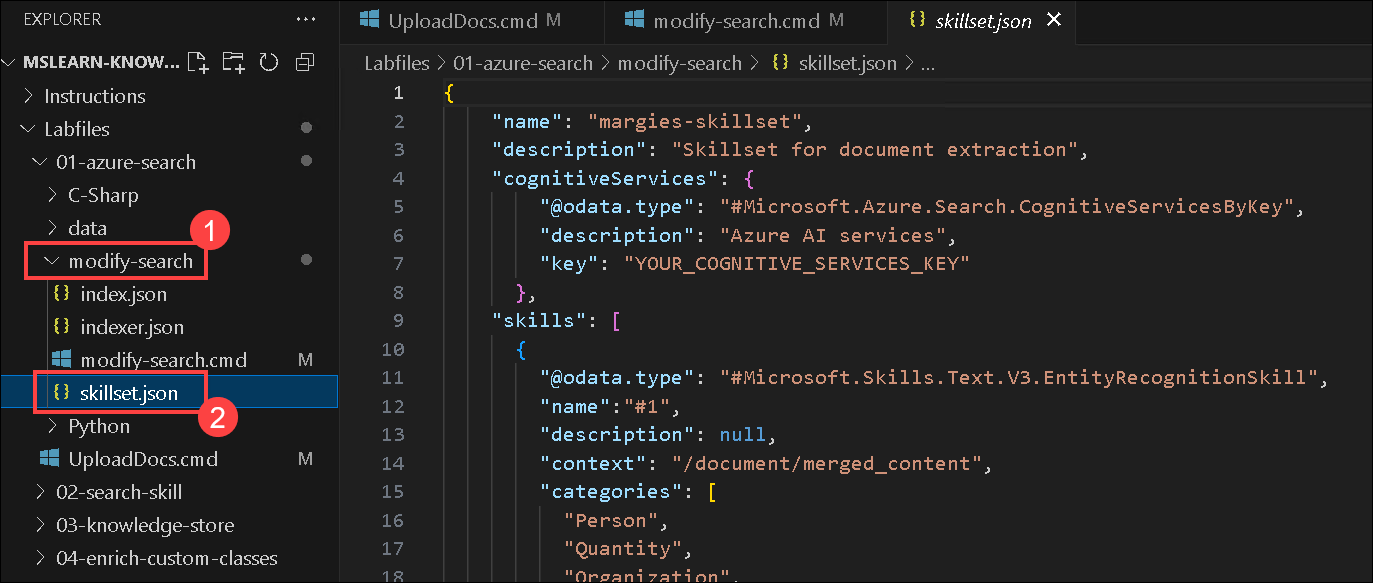 EXPLORER ...
MSLEARN-KNOW...
Instructions
Labfiles
01-azure-search
C-Sharp
data
1
modify-search
index.json
indexer.json
modify-search.cmd M
skillset.json
2
Python
UploadDocs.cmd M
02-search-skill
03-knowledge-store
04-enrich-custom-classes
UploadDocs.cmd M modify-search.cmd M {} skillset.json
Labfiles > 01-azure-search > modify-search > {} skillset.json > ...
1 {
2 "name": "margies-skillset",
3 "description": "Skillset for document extraction",
4 "cognitiveServices": {
5 "@odata.type": "#Microsoft.Azure.Search.CognitiveServicesByKey",
6 "description": "Azure AI services",
7 "key": "YOUR_COGNITIVE_SERVICES_KEY"
8 },
9 "skills": [
10 {
11 "@odata.type": "#Microsoft.Skills.Text.V3.EntityRecognitionSkill",
12 "name":"#1",
13 "description": null,
14 "context": "/document/merged_content",
15 "categories": [
16 "Person",
17 "Quantity",
18 "Organization",